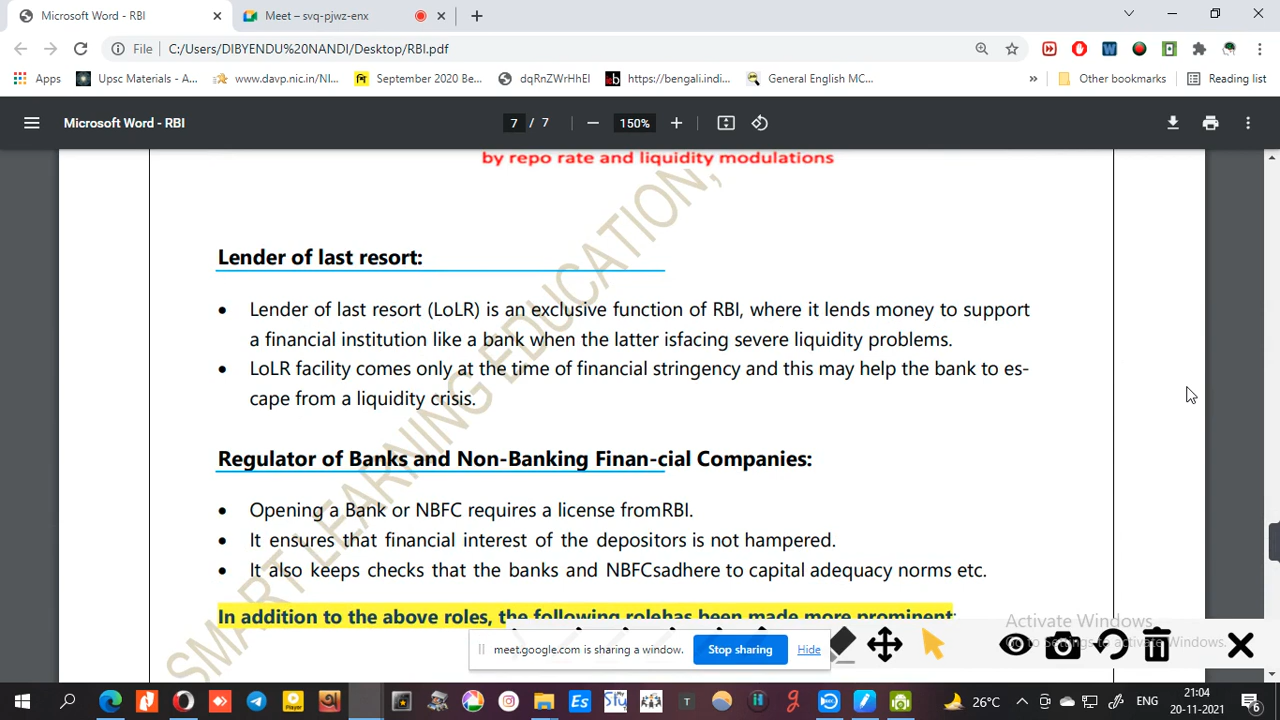 Microsoft Word - RBI
Meet – svq-pjwz-enx
File
C:/Users/DIBYENDU%20NANDI/Desktop/RBI.pdf
Apps
Upsc Materials - A...
www.davp.nic.in/NI...
September 2020 Be...
dqRnZWrHhEI
https://bengali.indi...
General English MC...
»
Other bookmarks
Reading list
Microsoft Word - RBI
7 / 7
150%
by repo rate and liquidity modulations
Lender of last resort:
• Lender of last resort (LoLR) is an exclusive function of RBI, where it lends money to support
a financial institution like a bank when the latter isfacing severe liquidity problems.
• LoLR facility comes only at the time of financial stringency and this may help the bank to es-
cape from a liquidity crisis.
Regulator of Banks and Non-Banking Finan-cial Companies:
• Opening a Bank or NBFC requires a license fromRBI.
• It ensures that financial interest of the depositors is not hampered.
• It also keeps checks that the banks and NBFCsadhere to capital adequacy norms etc.
In addition to the above roles, the following rolehas been made more prominent:
SMART LEARNING EDUCATION,
Activate Windows
Go to Settings to activate Windows.
meet.google.com is sharing a window.
Stop sharing
Hide
26°C
ENG
21:04
20-11-2021
6